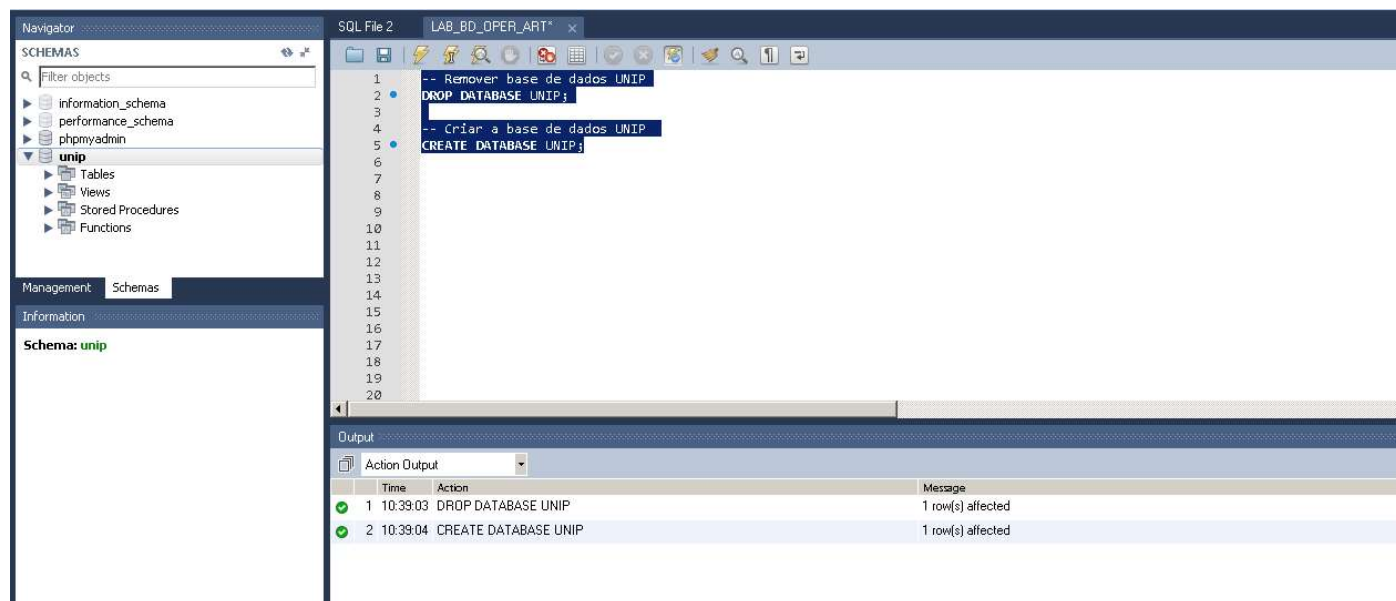 Navigator
SCHEMAS
Filter objects
information_schema
performance_schema
phpmyadmin
unip
Tables
Views
Stored Procedures
Functions
Management Schemas
Information
Schema: unip
SQL File 2 LAB_BD_OPER_ART*
1 -- Remover base de dados UNIP
2 DROP DATABASE UNIP;
3
4 -- Criar a base de dados UNIP
5 CREATE DATABASE UNIP;
6
7
8
9
10
11
12
13
14
15
16
17
18
19
20
Output
Action Output
Time Action Message
1 10:39:03 DROP DATABASE UNIP 1 row(s) affected
2 10:39:04 CREATE DATABASE UNIP 1 row(s) affected